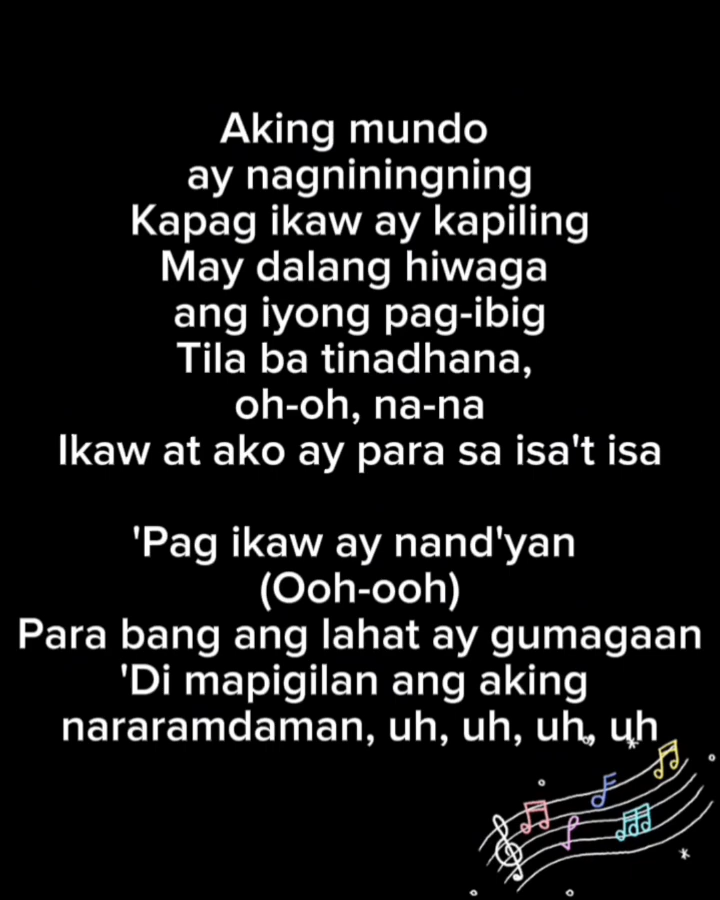 Aking mundo
ay nagniningning
Kapag ikaw ay kapiling
May dalang hiwaga
ang iyong pag-ibig
Tila ba tinadhana,
oh-oh, na-na
Ikaw at ako ay para sa isa't isa
'Pag ikaw ay nand'yan
(Ooh-ooh)
Para bang ang lahat ay gumagaan
'Di mapigilan ang aking
nararamdaman, uh, uh, uh, uh